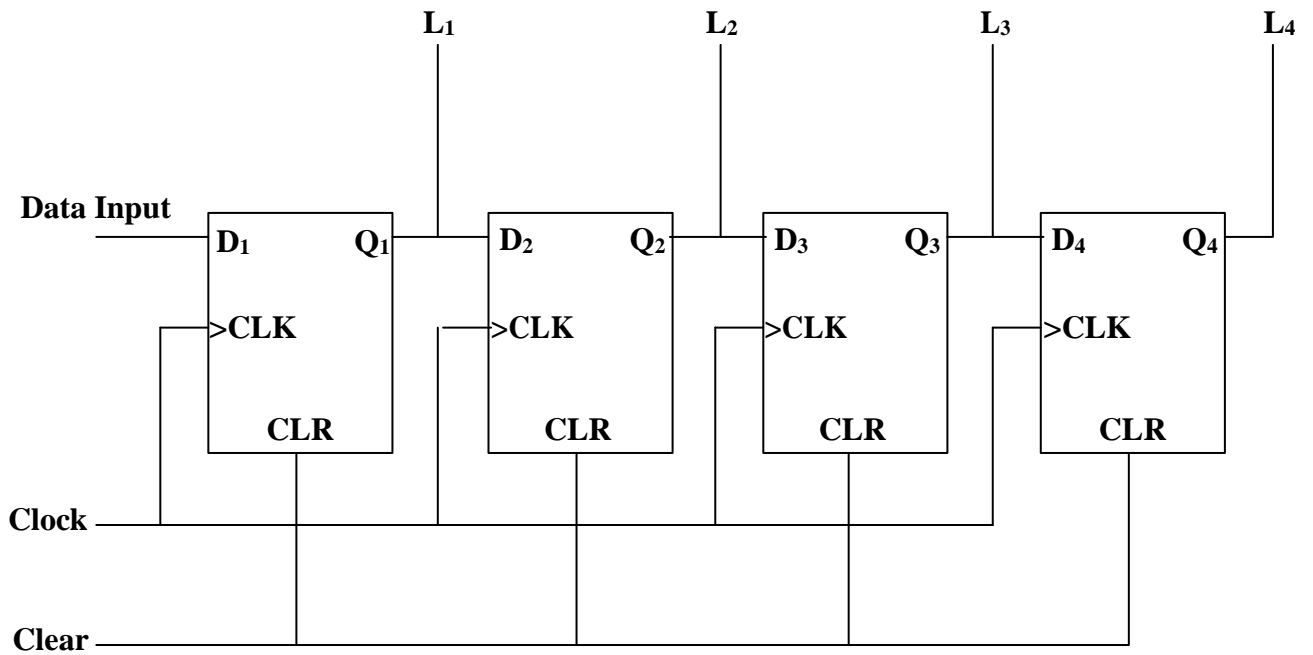 L1 L2 L3 L4
Data Input
D1 Q1 D2 Q2 D3 Q3 D4 Q4
>CLK >CLK >CLK >CLK
CLR CLR CLR CLR
Clock
Clear